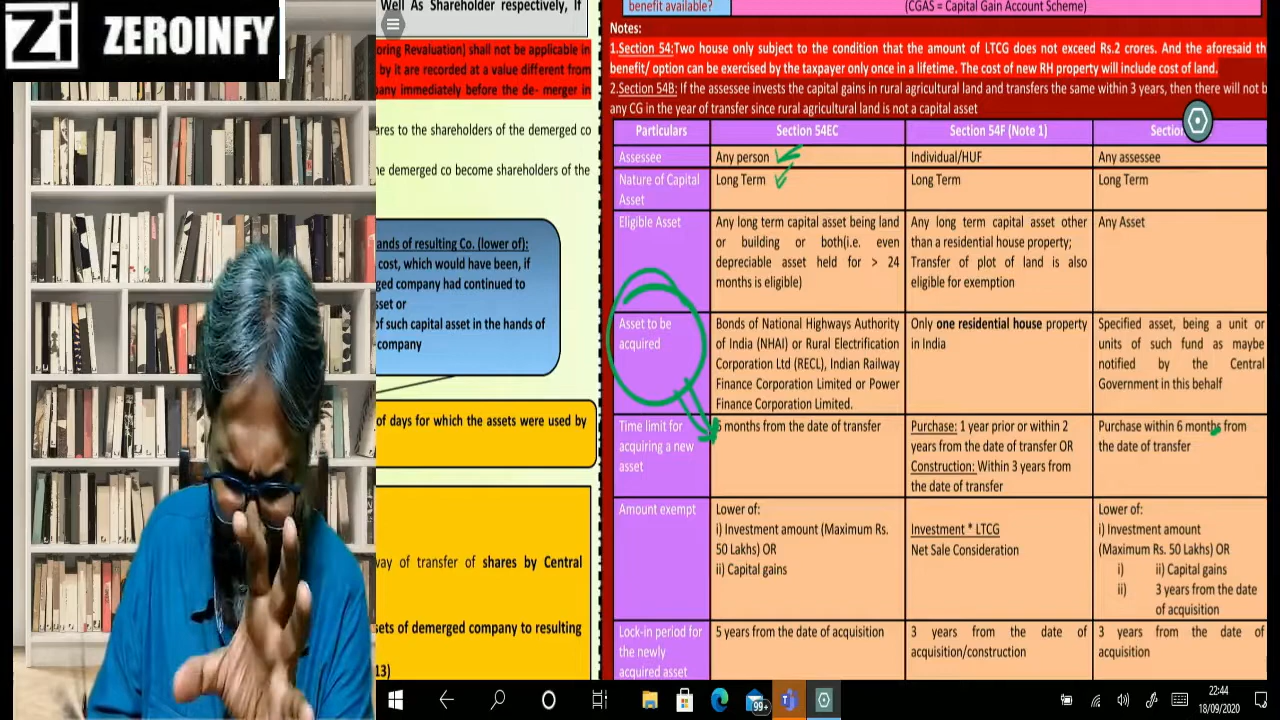 Zi ZEROINFY
Well As Shareholder respectively, If
oring Revaluation) shall not be applicable in
by it are recorded at a value different from
pany immediately before the de- merger in
ares to the shareholders of the demerged co
he demerged co become shareholders of the
ands of resulting Co. (lower of):
cost, which would have been, if
ged company had continued to
sset or
of such capital asset in the hands of
company
of days for which the assets were used by
way of transfer of shares by Central
sets of demerged company to resulting
13)
benefit available?
(CGAS = Capital Gain Account Scheme)
Notes:
1.Section 54:Two house only subject to the condition that the amount of LTCG does not exceed Rs.2 crores. And the aforesaid th
benefit/ option can be exercised by the taxpayer only once in a lifetime. The cost of new RH property will include cost of land.
2.Section 54B: If the assessee invests the capital gains in rural agricultural land and transfers the same within 3 years, then there will not b
any CG in the year of transfer since rural agricultural land is not a capital asset
Particulars Section 54EC Section 54F (Note 1) Section
Assessee Any person Individual/HUF Any assessee
Nature of Capital Long Term Long Term Long Term
Asset
Eligible Asset Any long term capital asset being land Any long term capital asset other Any Asset
or building or both(i.e. even than a residential house property;
depreciable asset held for > 24 Transfer of plot of land is also
months is eligible) eligible for exemption
Asset to be Bonds of National Highways Authority Only one residential house property Specified asset, being a unit or
acquired of India (NHAI) or Rural Electrification in India units of such fund as maybe
Corporation Ltd (RECL), Indian Railway notified by the Central
Finance Corporation Limited or Power Government in this behalf
Finance Corporation Limited.
Time limit for 6 months from the date of transfer Purchase: 1 year prior or within 2 Purchase within 6 months from
acquiring a new years from the date of transfer OR the date of transfer
asset Construction: Within 3 years from
the date of transfer
Amount exempt Lower of: Lower of:
i) Investment amount (Maximum Rs. Investment * LTCG i) Investment amount
50 Lakhs) OR Net Sale Consideration (Maximum Rs. 50 Lakhs) OR
ii) Capital gains i) ii) Capital gains
ii) 3 years from the date
of acquisition
Lock-in period for 5 years from the date of acquisition 3 years from the date of 3 years from the date of
the newly acquisition/construction acquisition
acquired asset
99+
22:44
18/09/2020